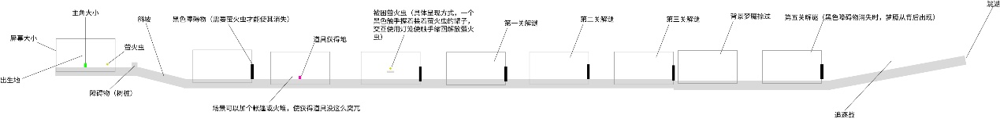 屏幕大小
主角大小
萤火虫
出生地
障碍物（树桩）
斜坡
黑色障碍物（需要萤火虫才能使其消失）
场景可以加个帐篷或火堆，使获得道具没这么突兀
道具获得地
被困萤火虫（具体呈现方式，一个
黑色触手握着装着萤火虫的罐子，
交互使用灯笼使触手缩回解放萤火
虫）
第一关解谜
第二关解谜
第三关解谜
背景梦魇掠过
第五关解谜（黑色障碍物消失时，梦魇从背后出现）
追逐战
跳湖